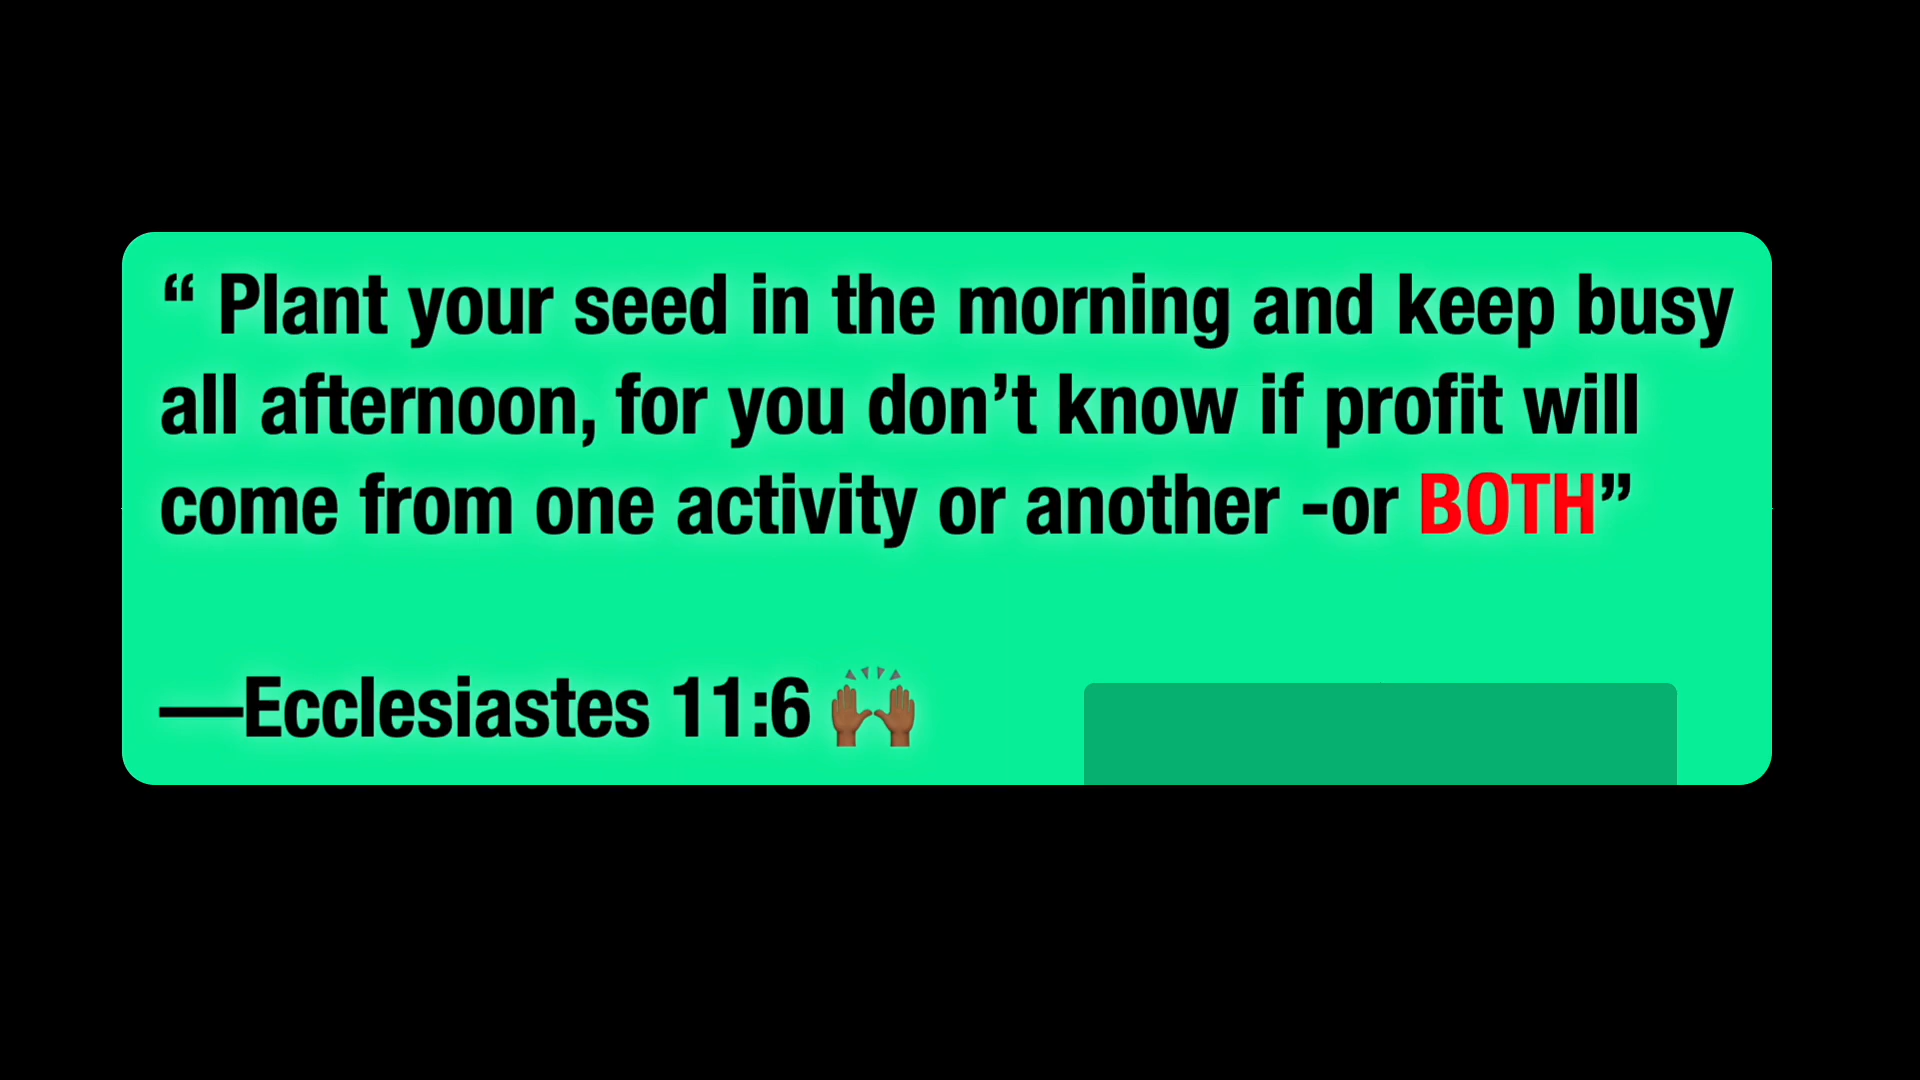 “ Plant your seed in the morning and keep busy
all afternoon, for you don’t know if profit will
come from one activity or another -or BOTH”
—Ecclesiastes 11:6 🙌🏾